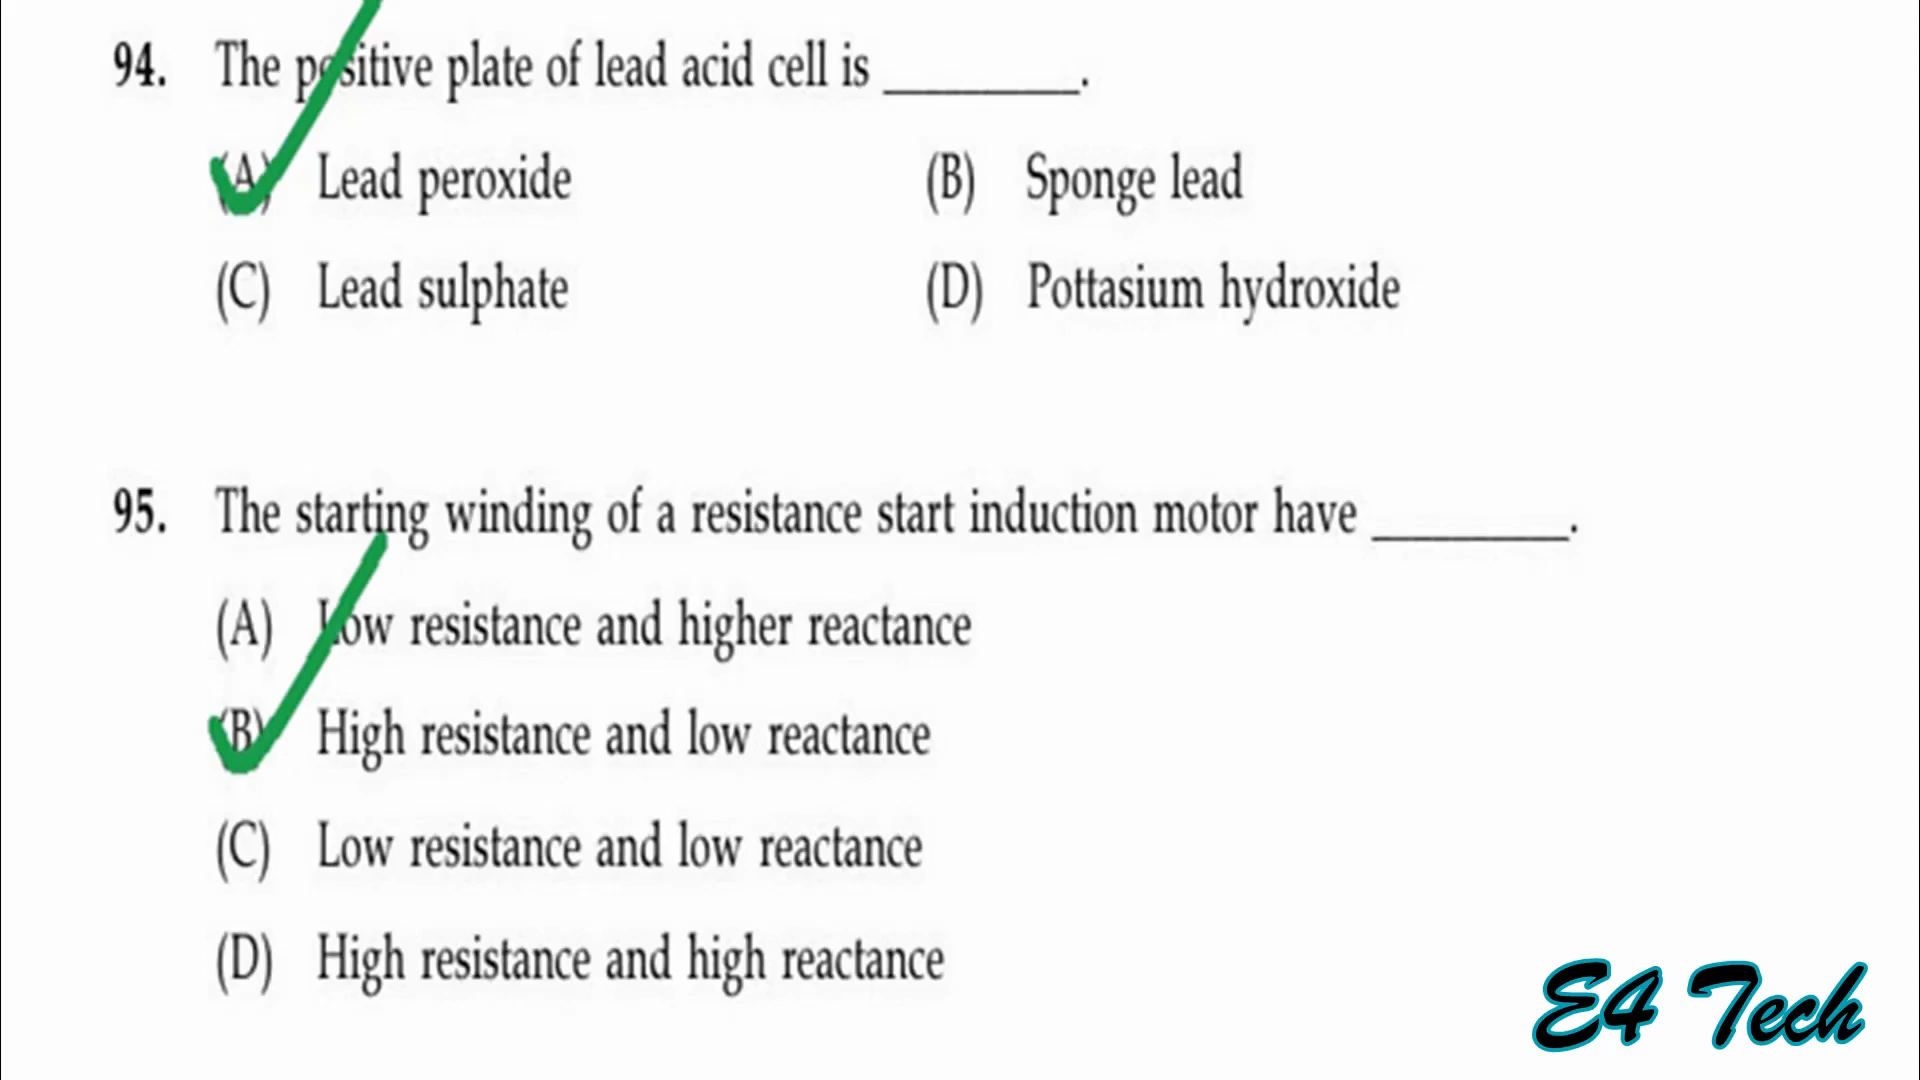 94. The positive plate of lead acid cell is ________.
(A) Lead peroxide (B) Sponge lead
(C) Lead sulphate (D) Pottasium hydroxide
95. The starting winding of a resistance start induction motor have ________.
(A) Low resistance and higher reactance
(B) High resistance and low reactance
(C) Low resistance and low reactance
(D) High resistance and high reactance
E4 Tech